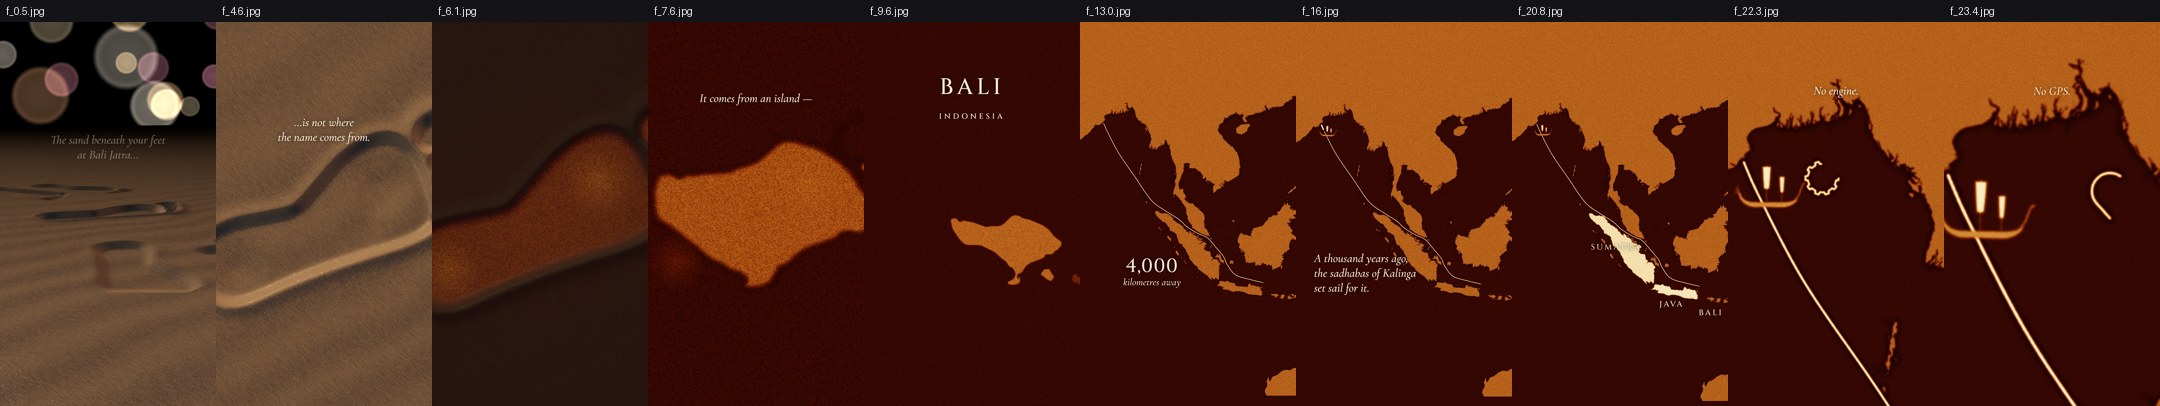 f_0.5.jpg
f_4.6.jpg
f_6.1.jpg
f_7.6.jpg
f_9.6.jpg
f_13.0.jpg
f_16.jpg
f_20.8.jpg
f_22.3.jpg
f_23.4.jpg
The sand beneath your feet
at Bali Jatra...
...is not where
the name comes from.
It comes from an island —
BALI
INDONESIA
4,000
kilometres away
A thousand years ago,
the sadhabas of Kalinga
set sail for it.
JAVA
BALI
No engine.
No GPS.